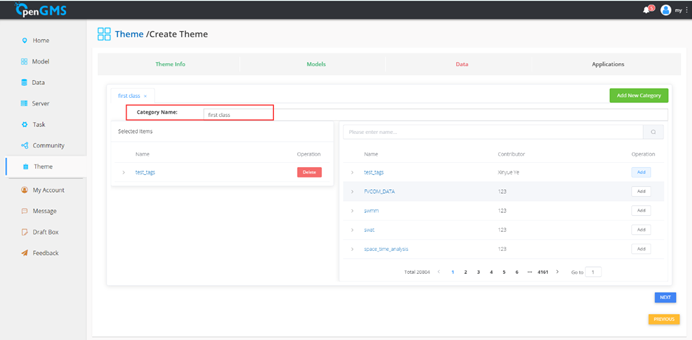 OpenGMS
my
Home
Model
Data
Server
Task
Community
Theme
My Account
Message
Draft Box
Feedback
Theme /Create Theme
Theme Info
Models
Data
Applications
first class ×
Add New Category
Category Name:
first class
Selected Items
Name Operation
test_tags Delete
Please enter name...
Name Contributor Operation
test_tags Add
FVCOM_DATA 123 Add
123 Add
swat 123 Add
space_time_analysis 123 Add
Total 20804 < 1 2 3 4 5 6 ··· 4161 > Go to 1
NEXT
PREVIOUS